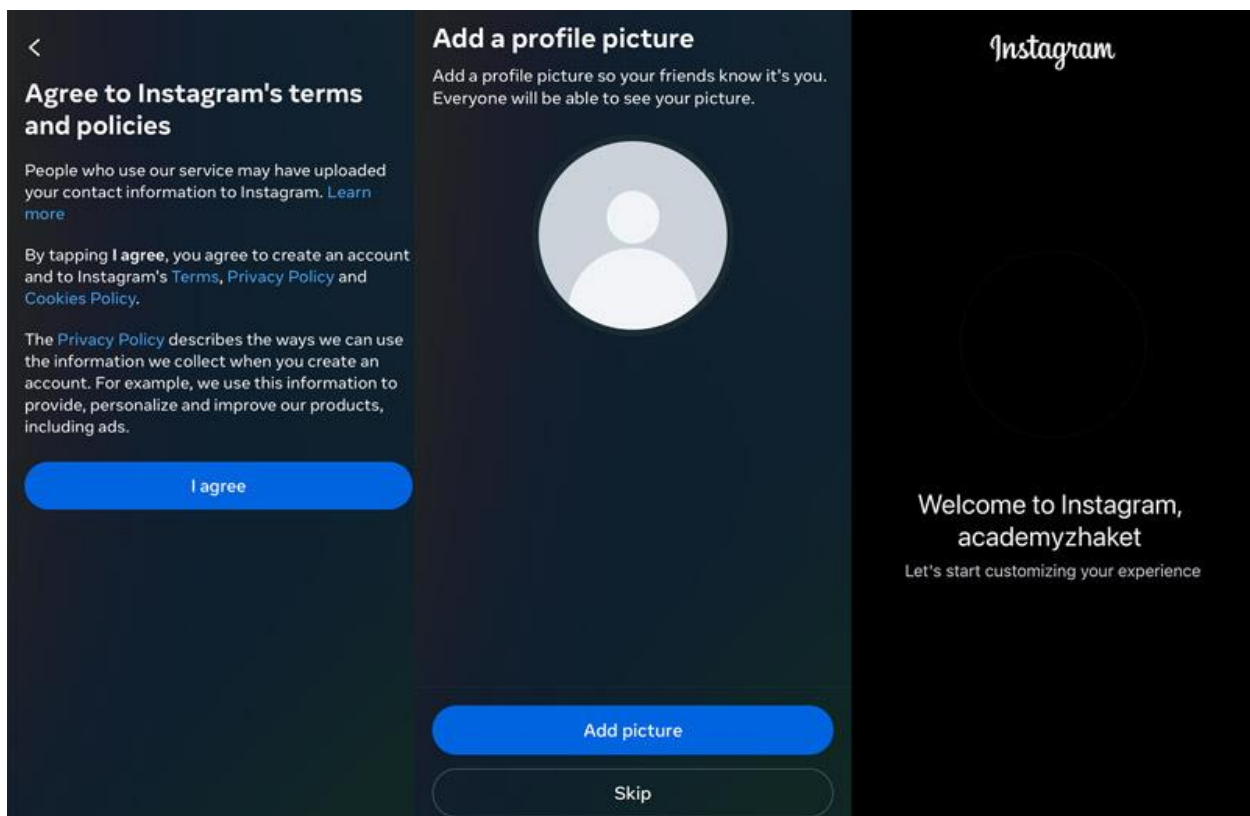 Agree to Instagram's terms
and policies
People who use our service may have uploaded
your contact information to Instagram. Learn
more
By tapping I agree, you agree to create an account
and to Instagram's Terms, Privacy Policy and
Cookies Policy.
The Privacy Policy describes the ways we can use
the information we collect when you create an
account. For example, we use this information to
provide, personalize and improve our products,
including ads.
I agree
Add a profile picture
Add a profile picture so your friends know it's you.
Everyone will be able to see your picture.
Add picture
Skip
Instagram
Welcome to Instagram,
academyzhaket
Let's start customizing your experience